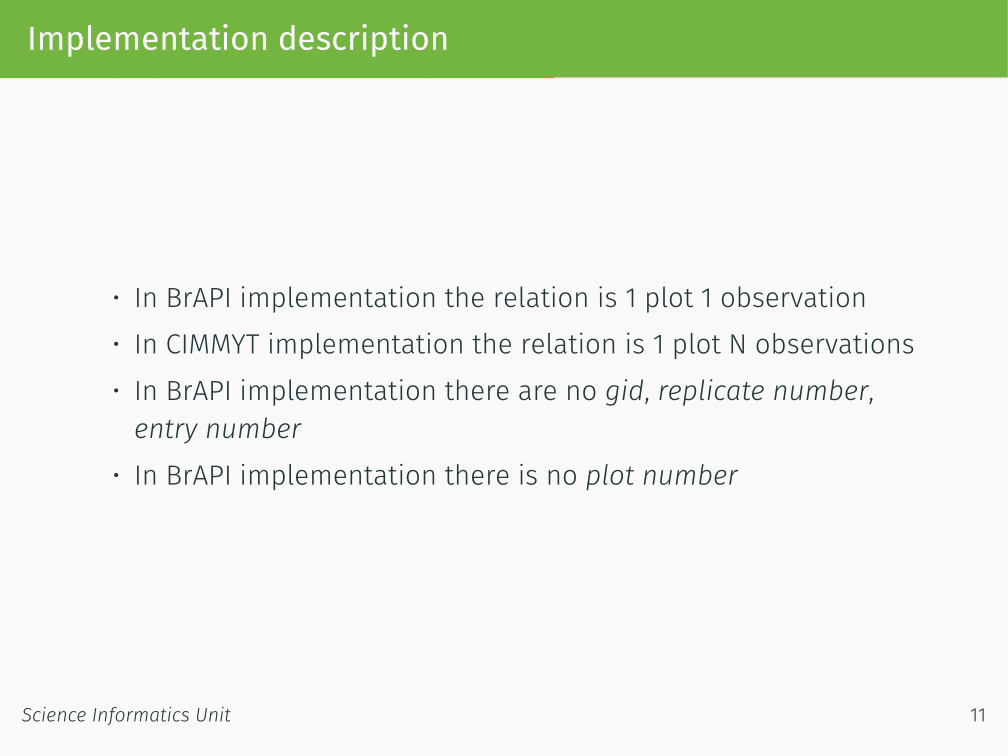 Implementation description
• In BrAPI implementation the relation is 1 plot 1 observation
• In CIMMYT implementation the relation is 1 plot N observations
• In BrAPI implementation there are no gid, replicate number,
entry number
• In BrAPI implementation there is no plot number
Science Informatics Unit
11